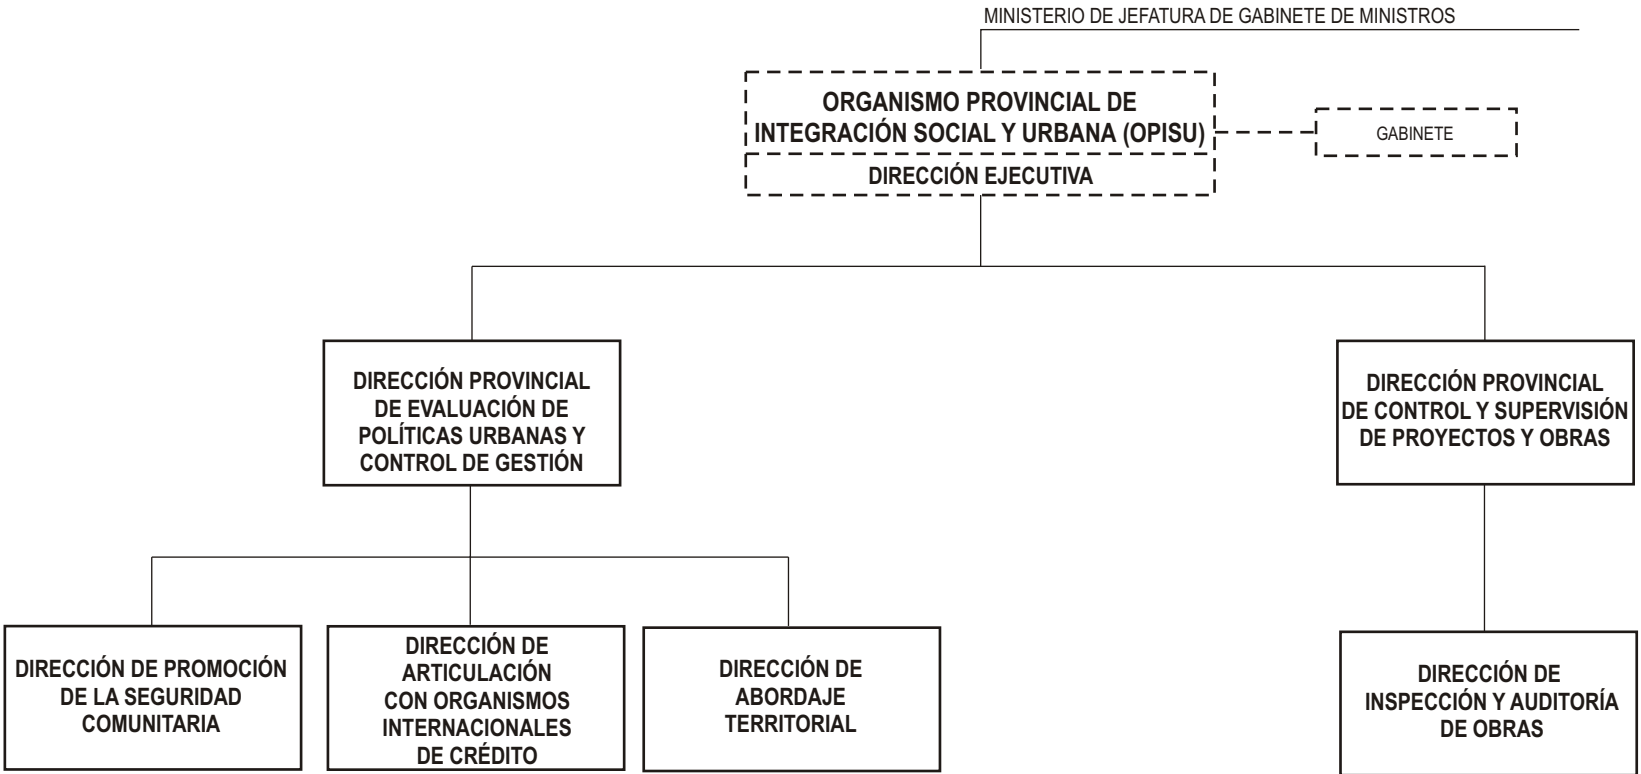 MINISTERIO DE JEFATURA DE GABINETE DE MINISTROS
ORGANISMO PROVINCIAL DE
INTEGRACIÓN SOCIAL Y URBANA (OPISU)
DIRECCIÓN EJECUTIVA
GABINETE
DIRECCIÓN PROVINCIAL
DE EVALUACIÓN DE
POLÍTICAS URBANAS Y
CONTROL DE GESTIÓN
DIRECCIÓN PROVINCIAL
DE CONTROL Y SUPERVISIÓN
DE PROYECTOS Y OBRAS
DIRECCIÓN DE PROMOCIÓN
DE LA SEGURIDAD
COMUNITARIA
DIRECCIÓN DE
ARTICULACIÓN
CON ORGANISMOS
INTERNACIONALES
DE CRÉDITO
DIRECCIÓN DE
ABORDAJE
TERRITORIAL
DIRECCIÓN DE
INSPECCIÓN Y AUDITORÍA
DE OBRAS